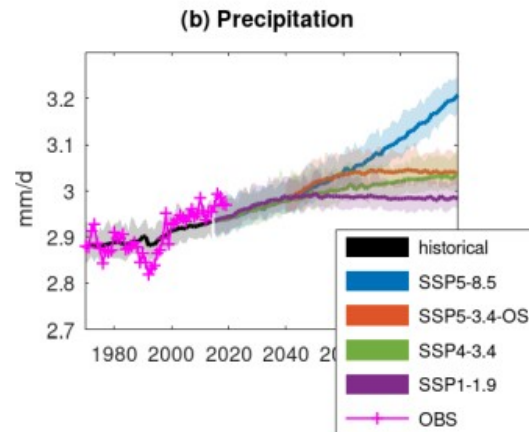 (b) Precipitation
3.2
3.1
3
2.9
2.8
2.7
mm/d
1980 2000 2020 2040
historical
SSP5-8.5
SSP5-3.4-OS
SSP4-3.4
SSP1-1.9
OBS